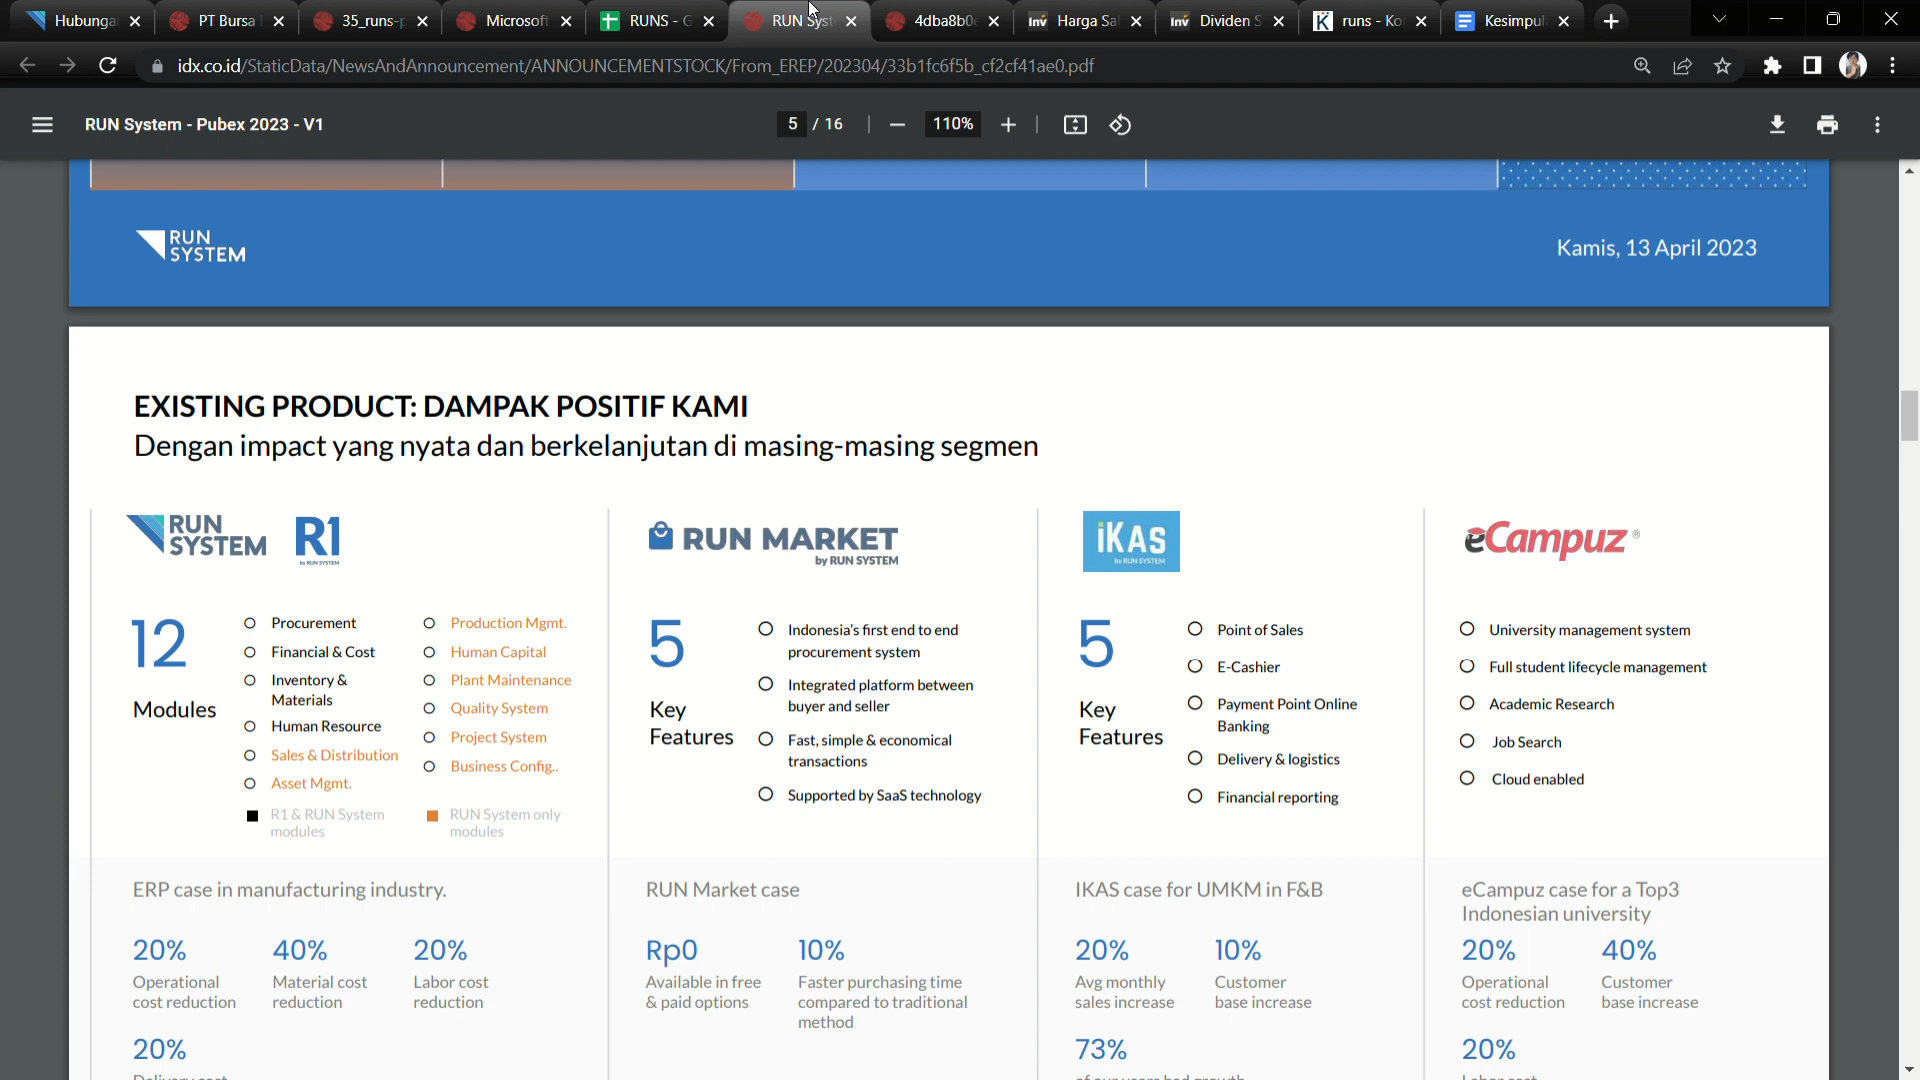 Hubunga
PT Bursa
35_runs-p
Microsoft
RUNS - G
RUN Syst
4dba8b0
Harga Sa
Dividen S
runs - Ko
Kesimpul
idx.co.id/StaticData/NewsAndAnnouncement/ANNOUNCEMENTSTOCK/From_EREP/202304/33b1fc6f5b_cf2cf41ae0.pdf
RUN System - Pubex 2023 - V1
5 / 16
110%
RUN
SYSTEM
Kamis, 13 April 2023
EXISTING PRODUCT: DAMPAK POSITIF KAMI
Dengan impact yang nyata dan berkelanjutan di masing-masing segmen
RUN
SYSTEM
R1
by RUN SYSTEM
12
Modules
Procurement
Financial & Cost
Inventory &
Materials
Human Resource
Sales & Distribution
Asset Mgmt.
Production Mgmt.
Human Capital
Plant Maintenance
Quality System
Project System
Business Config..
R1 & RUN System
modules
RUN System only
modules
RUN MARKET
by RUN SYSTEM
5
Key
Features
Indonesia's first end to end
procurement system
Integrated platform between
buyer and seller
Fast, simple & economical
transactions
Supported by SaaS technology
iKAS
by RUN SYSTEM
5
Key
Features
Point of Sales
E-Cashier
Payment Point Online
Banking
Delivery & logistics
Financial reporting
eCampuz ®
University management system
Full student lifecycle management
Academic Research
Job Search
Cloud enabled
ERP case in manufacturing industry.
20%
Operational
cost reduction
40%
Material cost
reduction
20%
Labor cost
reduction
20%
RUN Market case
Rp0
Available in free
& paid options
10%
Faster purchasing time
compared to traditional
method
IKAS case for UMKM in F&B
20%
Avg monthly
sales increase
10%
Customer
base increase
73%
eCampuz case for a Top3
Indonesian university
20%
Operational
cost reduction
40%
Customer
base increase
20%